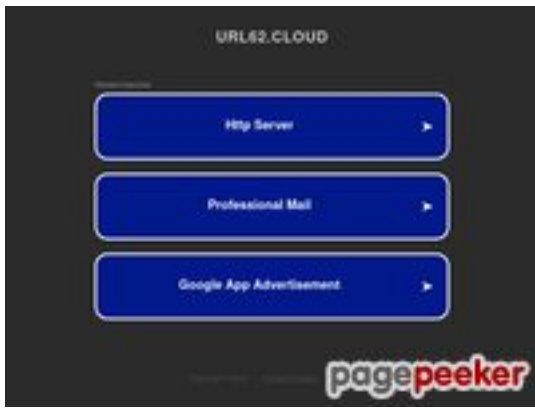 URL62.CLOUD
Http Server
Professional Mail
Google App Advertisement
pagepeeker